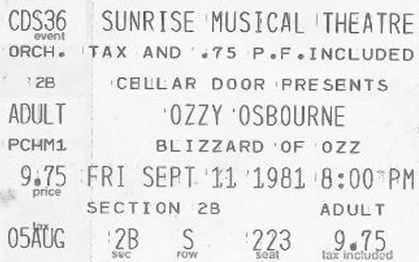 CDS36 SUNRISE MUSICAL THEATRE
event
ORCH. TAX AND .75 P.F. INCLUDED
2B CELLAR DOOR PRESENTS
ADULT OZZY OSBOURNE
PCHM1 BLIZZARD OF OZZ
9.75 FRI SEPT 11 1981 8:00 PM
price
SECTION 2B ADULT
tax
05AUG 2B S 223 9.75
sec row seat tax included